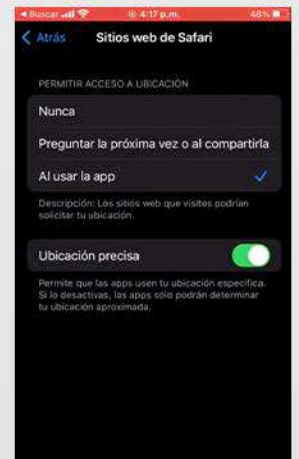 Buscar 4:17 p.m. 48%
Atrás Sitios web de Safari
PERMITIR ACCESO A UBICACIÓN
Nunca
Preguntar la próxima vez o al compartirla
Al usar la app
Descripción: Los sitios web que visites podrían
solicitar tu ubicación.
Ubicación precisa
Permite que las apps usen tu ubicación específica.
Si lo desactivas, las apps sólo podrán determinar
tu ubicación aproximada.